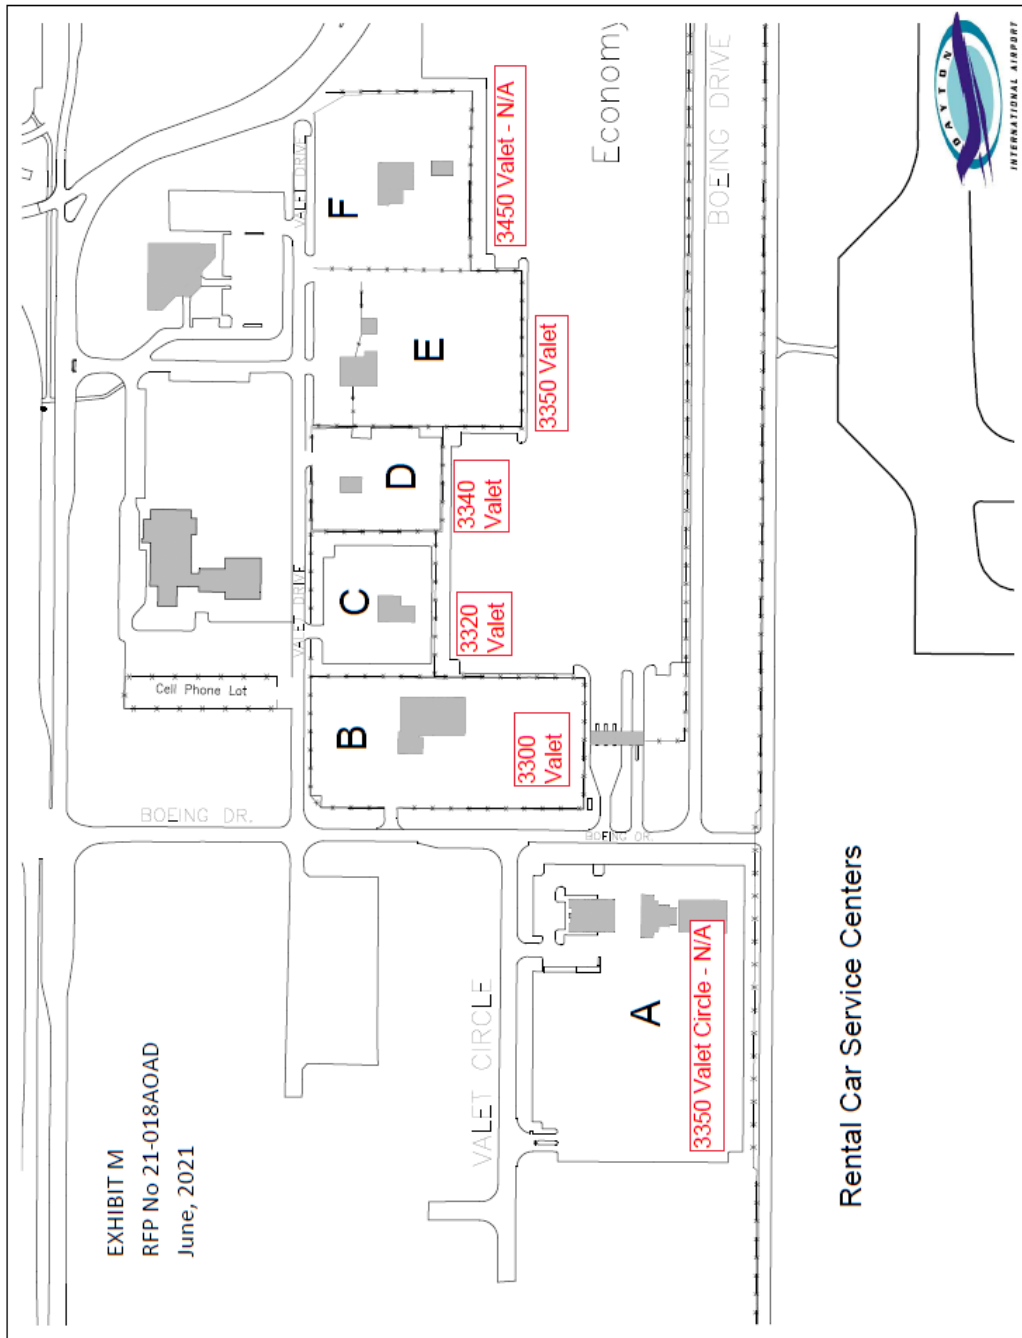 EXHIBIT M
RFP No 21-018AOAD
June, 2021
BOEING DR.
Cell Phone Lot
VALET DRIVE
VALET DRIVE
VALET CIRCLE
BOEING DR.
BOEING DRIVE
Economy
A
3350 Valet Circle - N/A
B
3300
Valet
C
3320
Valet
D
3340
Valet
E
3350 Valet
F
3450 Valet - N/A
Rental Car Service Centers
DAYTON
INTERNATIONAL AIRPORT